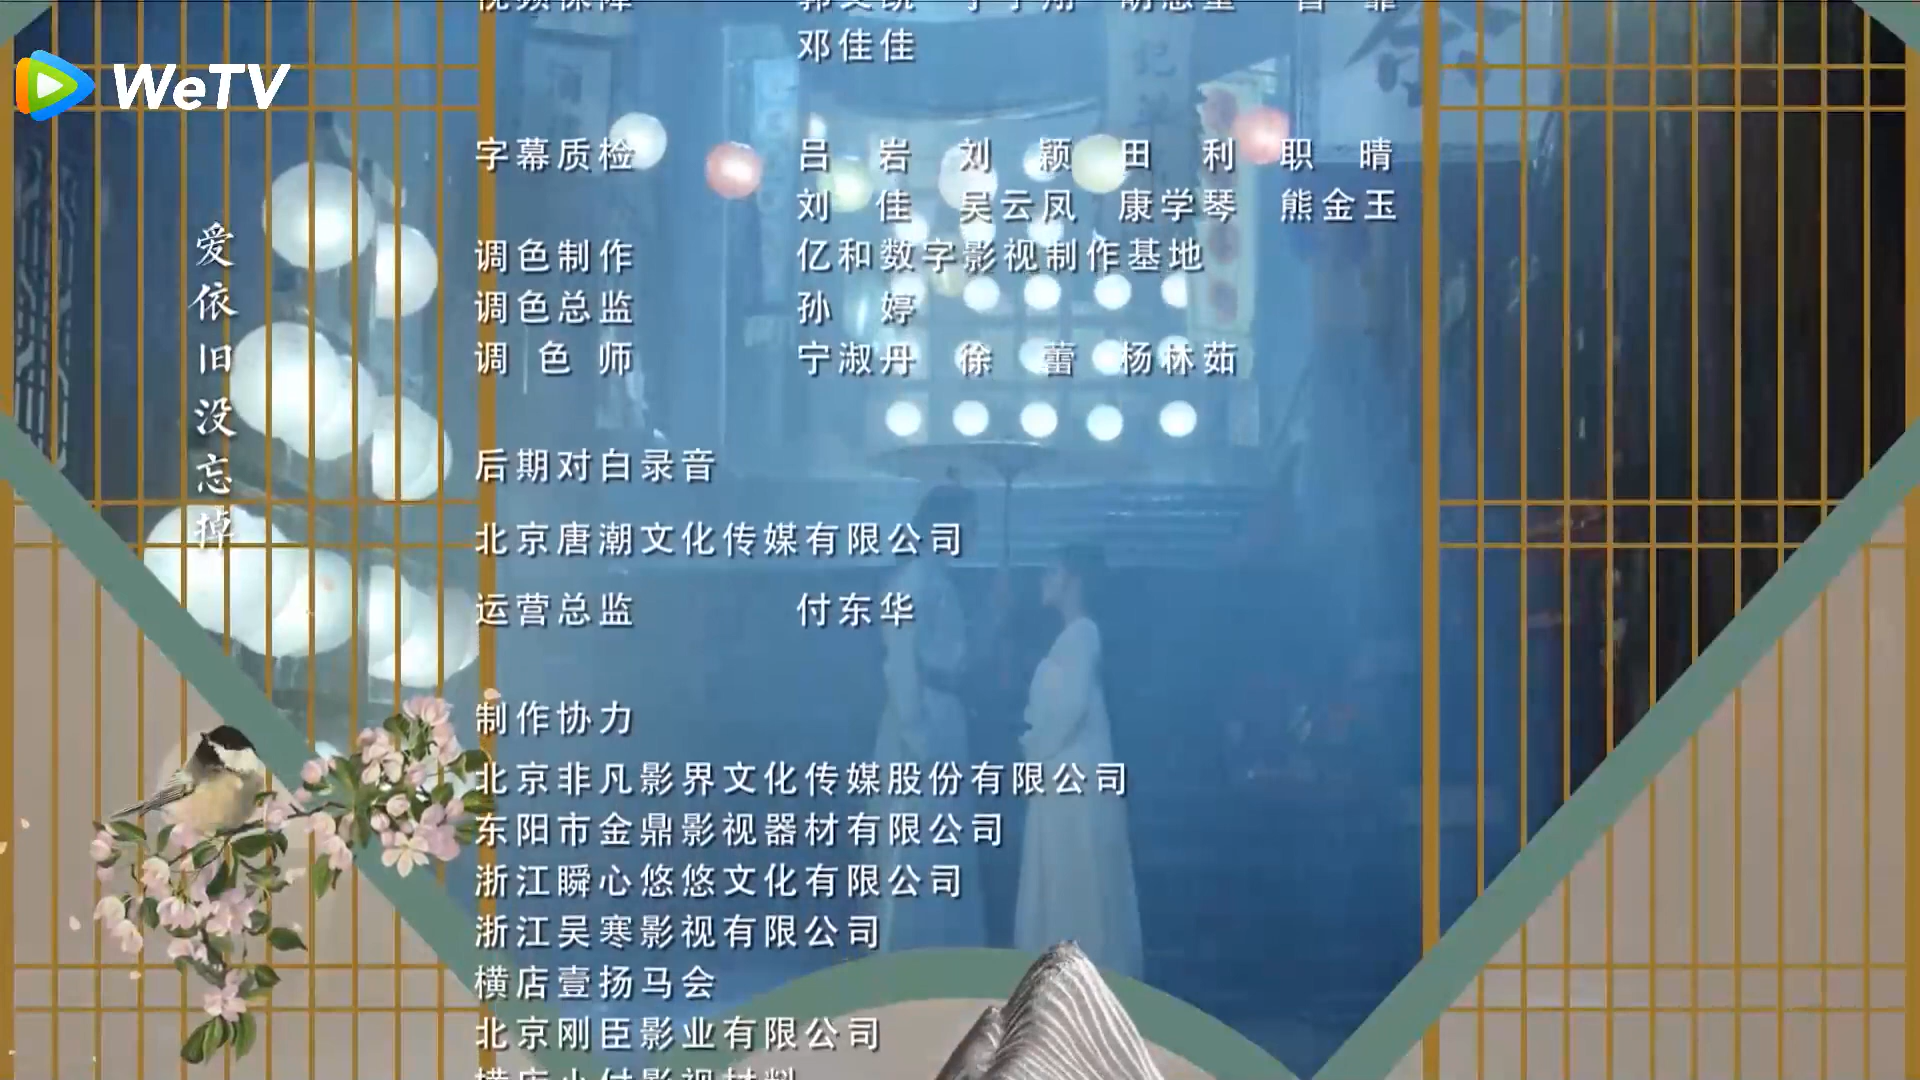 WeTV
邓佳佳
字幕质检 吕岩 刘颖 田利 职晴
刘佳 吴云凤 康学琴 熊金玉
调色制作 亿和数字影视制作基地
调色总监 孙婷
调色师 宁淑丹 徐蕾 杨林茹
后期对白录音
北京唐潮文化传媒有限公司
运营总监 付东华
制作协力
北京非凡影界文化传媒股份有限公司
东阳市金鼎影视器材有限公司
浙江瞬心悠悠文化有限公司
浙江吴寒影视有限公司
横店壹扬马会
北京刚臣影业有限公司
爱依旧没忘掉